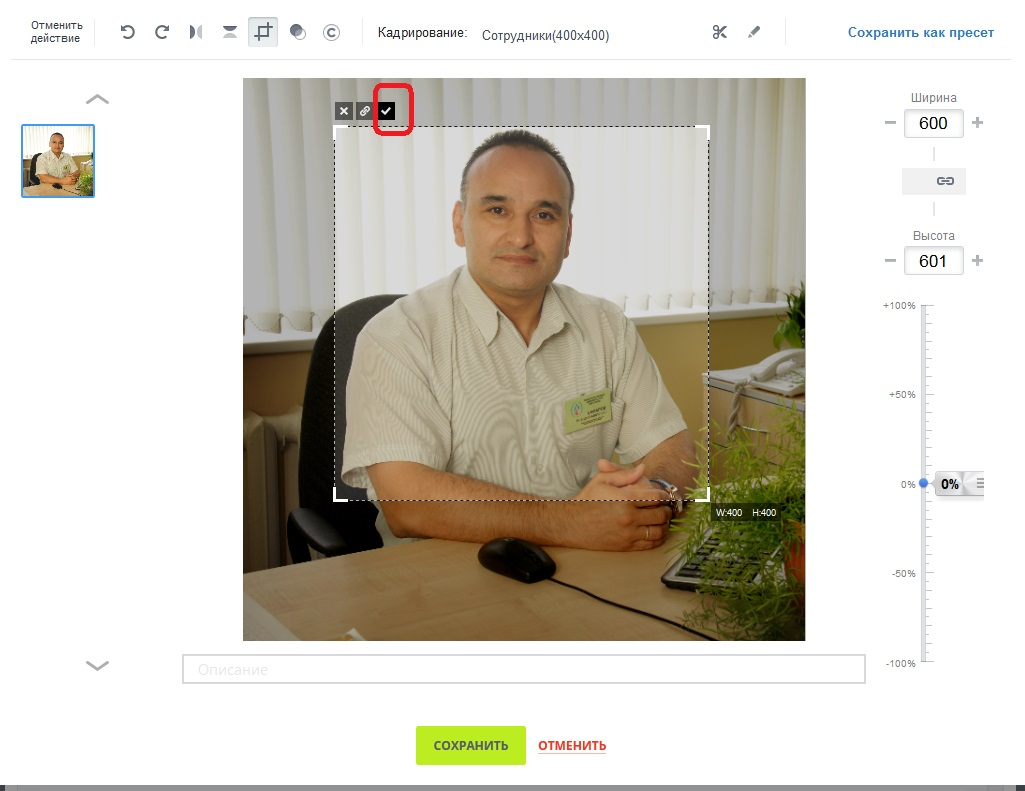 Отменить
действие
Кадрирование:
Сотрудники(400x400)
Сохранить как пресет
Ширина
600
Высота
601
+100%
+50%
0%
0%
-50%
-100%
W:400 H:400
Описание
СОХРАНИТЬ
ОТМЕНИТЬ